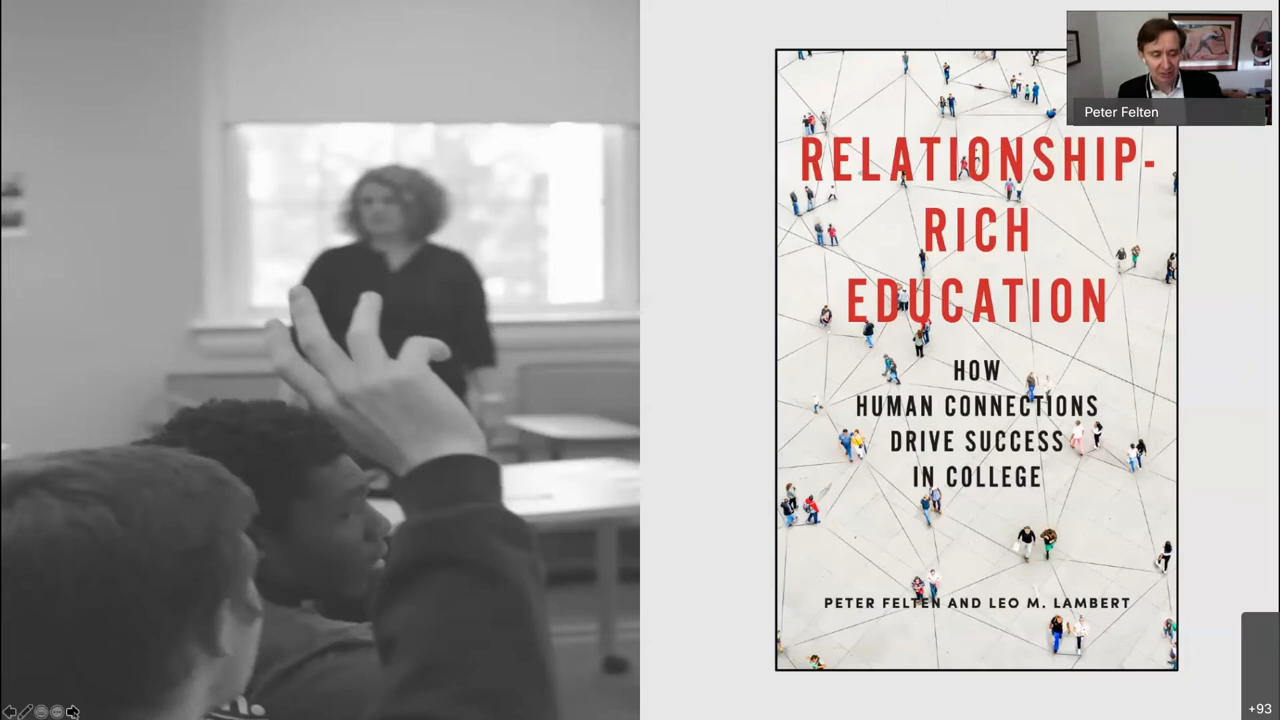 Peter Felten
RELATIONSHIP-
RICH
EDUCATION
HOW
HUMAN CONNECTIONS
DRIVE SUCCESS
IN COLLEGE
PETER FELTEN AND LEO M. LAMBERT
+93